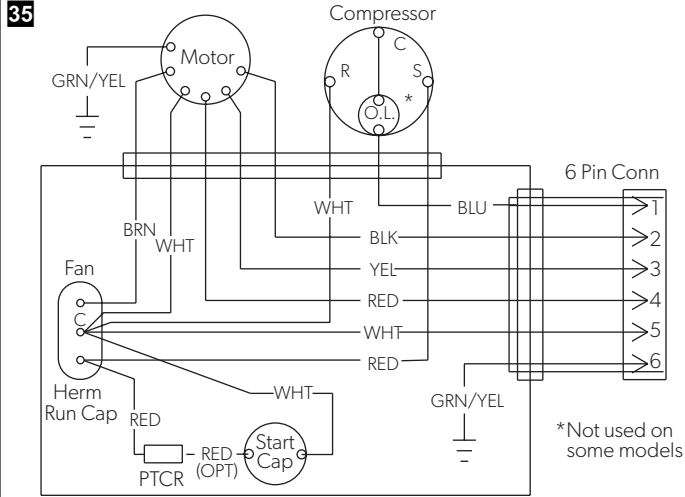 35
Compressor
Motor
C
R
S
*
O.L.
GRN/YEL
6 Pin Conn
WHT
BLU
1
BRN
WHT
BLK
2
YEL
3
Fan
RED
4
C
WHT
5
RED
6
Herm
Run Cap
RED
WHT
GRN/YEL
PTCR
RED
(OPT)
Start
Cap
*Not used on
some models